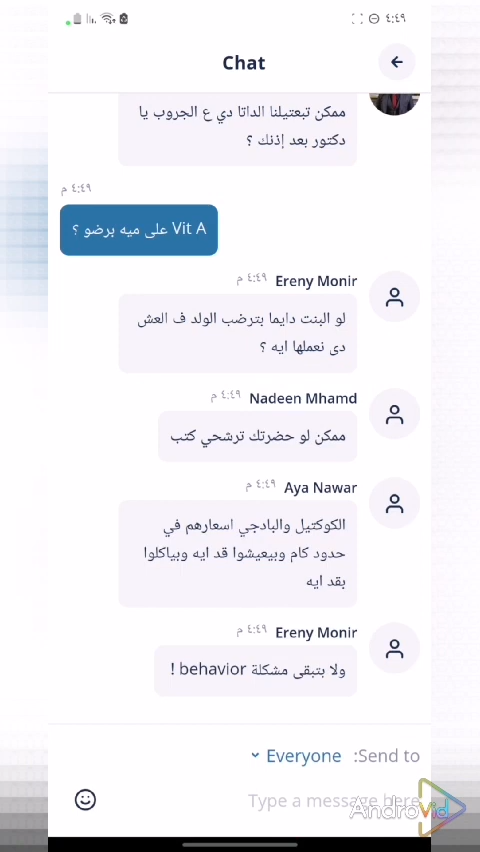 ٤:٤٩
Chat
ممكن تبعتيلنا الداتا دي ع الجروب يا
دكتور بعد إذنك ؟
٤:٤٩ م
Vit A على ميه برضو ؟
Ereny Monir ٤:٤٩ م
لو البنت دايما بترضب الولد ف العش
دى نعملها ايه ؟
Nadeen Mhamd ٤:٤٩ م
ممكن لو حضرتك ترشحي كتب
Aya Nawar ٤:٤٩ م
الكوكتيل والبادجي اسعارهم في
حدود كام وبيعيشوا قد ايه وبياكلوا
بقد ايه
Ereny Monir ٤:٤٩ م
ولا بتبقى مشكلة behavior !
Send to: Everyone
Type a message here
AndroVid